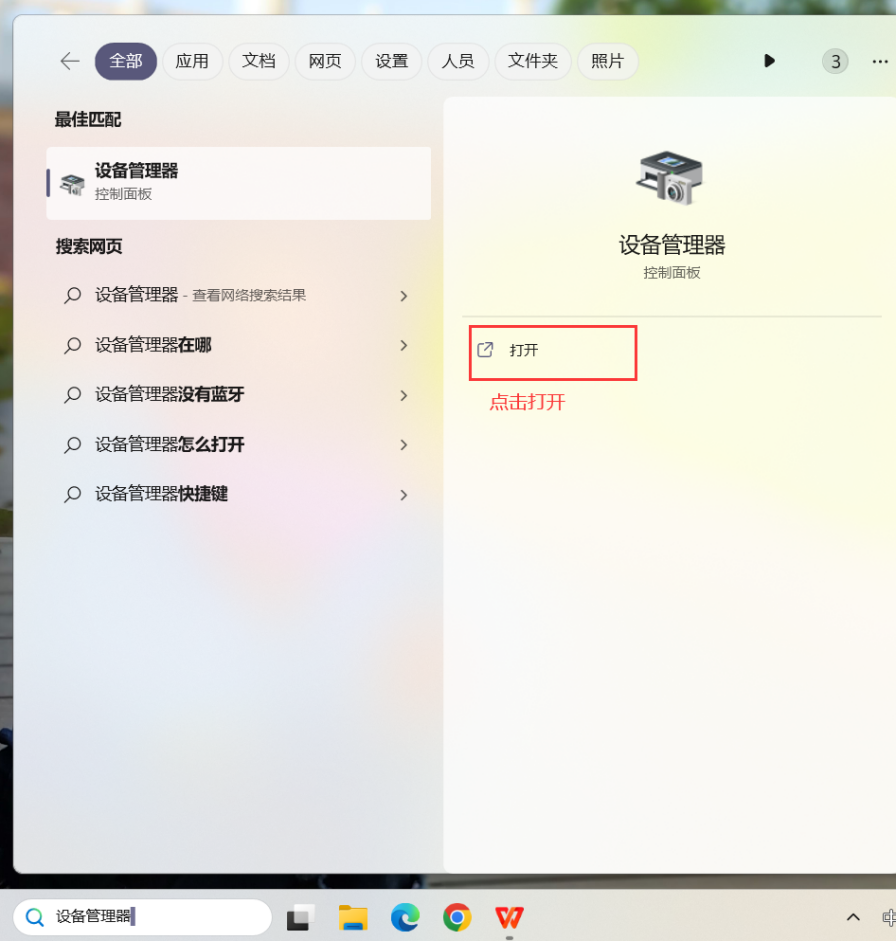 全部 应用 文档 网页 设置 人员 文件夹 照片 3 ...
最佳匹配
设备管理器
控制面板
搜索网页
设备管理器 - 查看网络搜索结果
设备管理器在哪
设备管理器没有蓝牙
设备管理器怎么打开
设备管理器快捷键
设备管理器
控制面板
打开
点击打开
设备管理器